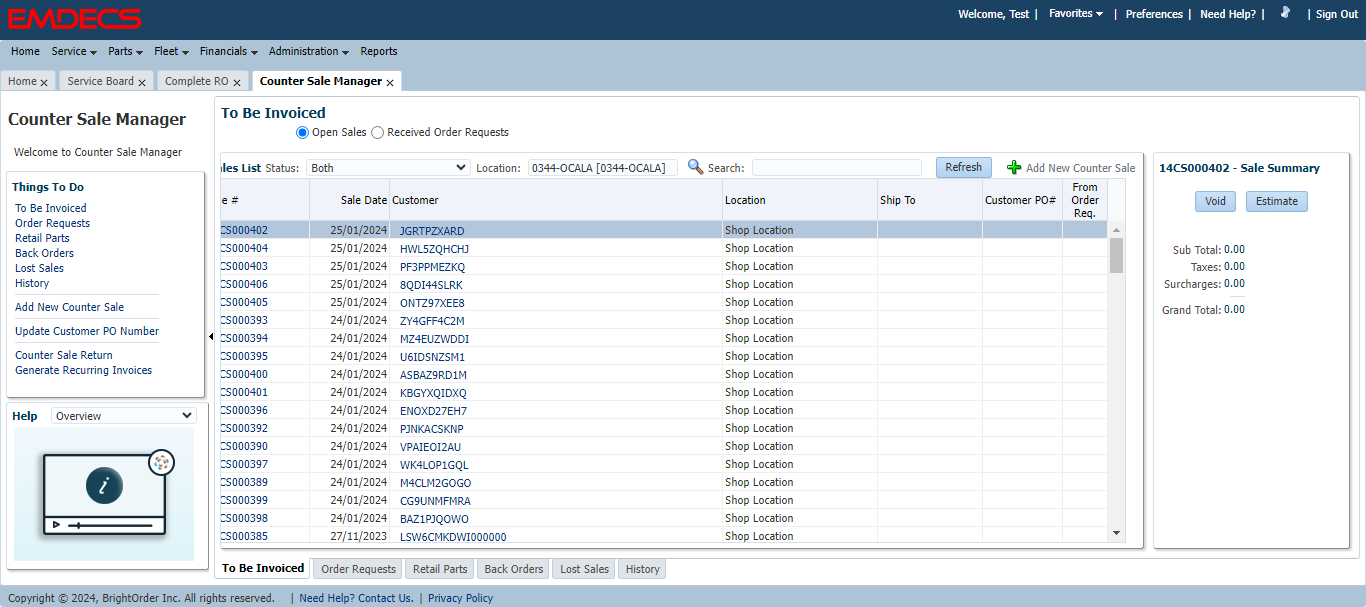 EMDECS
Welcome, Test | Favorites | Preferences | Need Help? | | Sign Out
Home Service Parts Fleet Financials Administration Reports
Home x Service Board x Complete RO x Counter Sale Manager x
Counter Sale Manager
Welcome to Counter Sale Manager
Things To Do
To Be Invoiced
Order Requests
Retail Parts
Back Orders
Lost Sales
History
Add New Counter Sale
Update Customer PO Number
Counter Sale Return
Generate Recurring Invoices
Help Overview
i
To Be Invoiced
Open Sales Received Order Requests
les List Status: Both Location: 0344-OCALA [0344-OCALA] Search: Refresh Add New Counter Sale
e # Sale Date Customer Location Ship To Customer PO# From Order Req.
CS000402 25/01/2024 JGRTPZXARD Shop Location
CS000404 25/01/2024 HWL5ZQHCHJ Shop Location
CS000403 25/01/2024 PF3PPMEZKQ Shop Location
CS000406 25/01/2024 8QDI44SLRK Shop Location
CS000405 25/01/2024 ONTZ97XEE8 Shop Location
CS000393 24/01/2024 ZY4GFF4C2M Shop Location
CS000394 24/01/2024 MZ4EUZWDDI Shop Location
CS000395 24/01/2024 U6IDSNZSM1 Shop Location
CS000400 24/01/2024 ASBAZ9RD1M Shop Location
CS000401 24/01/2024 KBGYXQIDXQ Shop Location
CS000396 24/01/2024 ENOXD27EH7 Shop Location
CS000392 24/01/2024 PJNKACSKNP Shop Location
CS000390 24/01/2024 VPAIEOI2AU Shop Location
CS000397 24/01/2024 WK4LOP1GQL Shop Location
CS000389 24/01/2024 M4CLM2GOGO Shop Location
CS000399 24/01/2024 CG9UNMFMRA Shop Location
CS000398 24/01/2024 BAZ1PJQOWO Shop Location
CS000385 27/11/2023 LSW6CMKDWI000000 Shop Location
14CS000402 - Sale Summary
Void Estimate
Sub Total: 0.00
Taxes: 0.00
Surcharges: 0.00
Grand Total: 0.00
To Be Invoiced Order Requests Retail Parts Back Orders Lost Sales History
Copyright © 2024, BrightOrder Inc. All rights reserved. | Need Help? Contact Us. | Privacy Policy